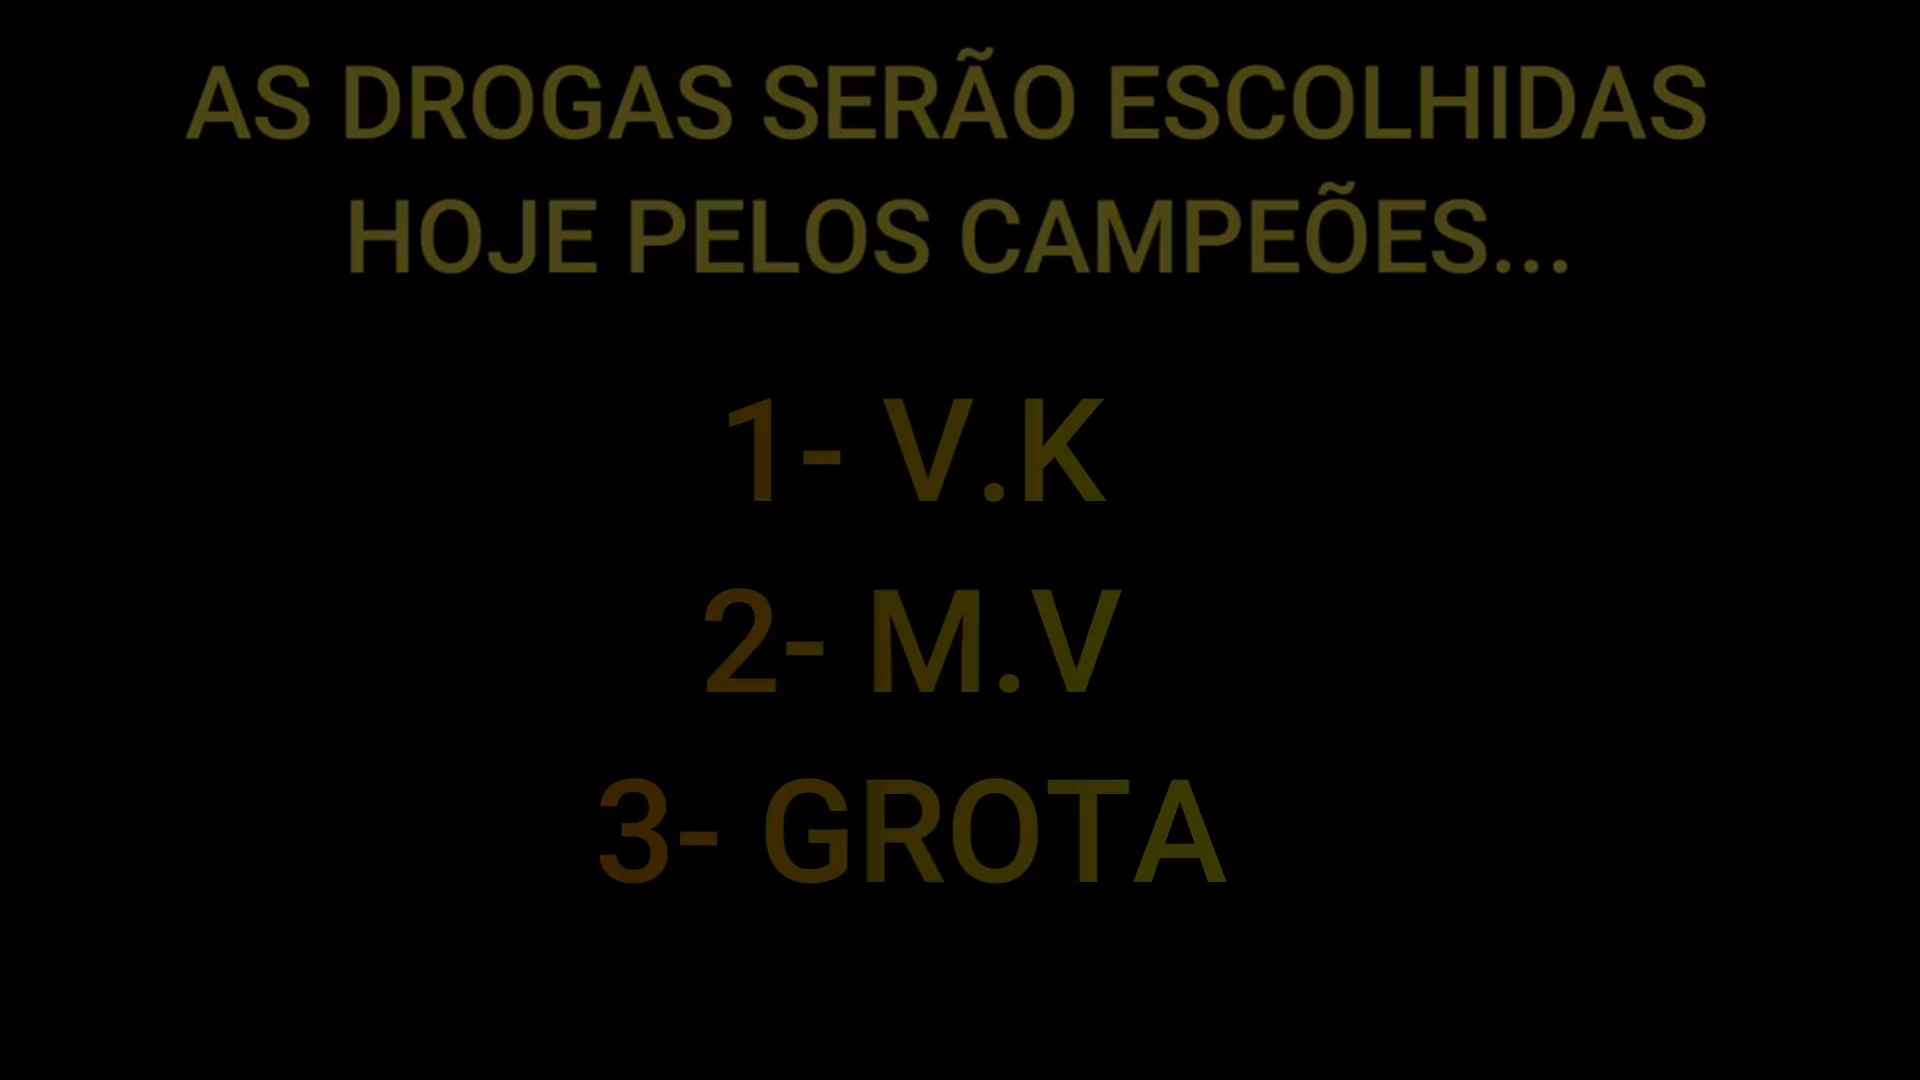 AS DROGAS SERÃO ESCOLHIDAS
HOJE PELOS CAMPEÕES...
1- V.K
2- M.V
3- GROTA